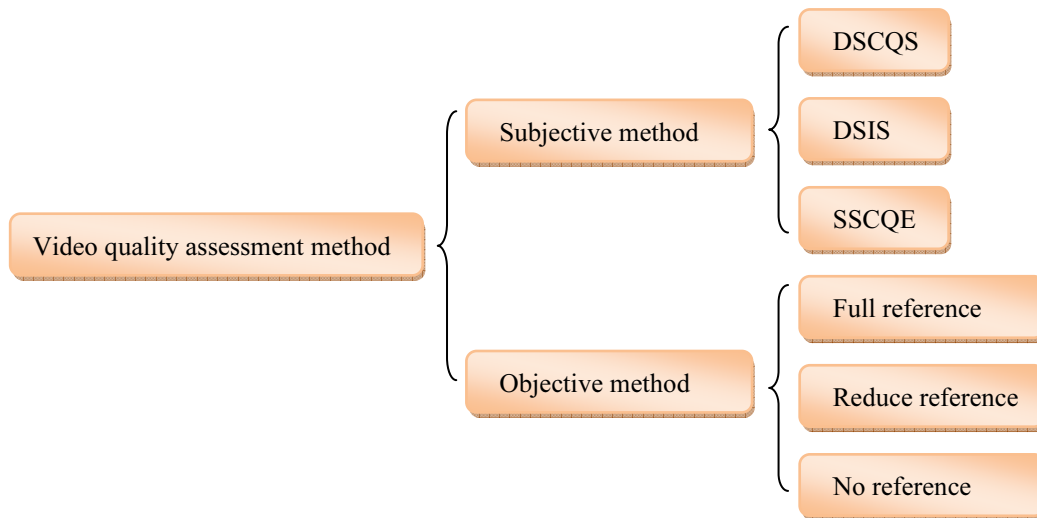 Video quality assessment method
Subjective method
DSCQS
DSIS
SSCQE
Objective method
Full reference
Reduce reference
No reference